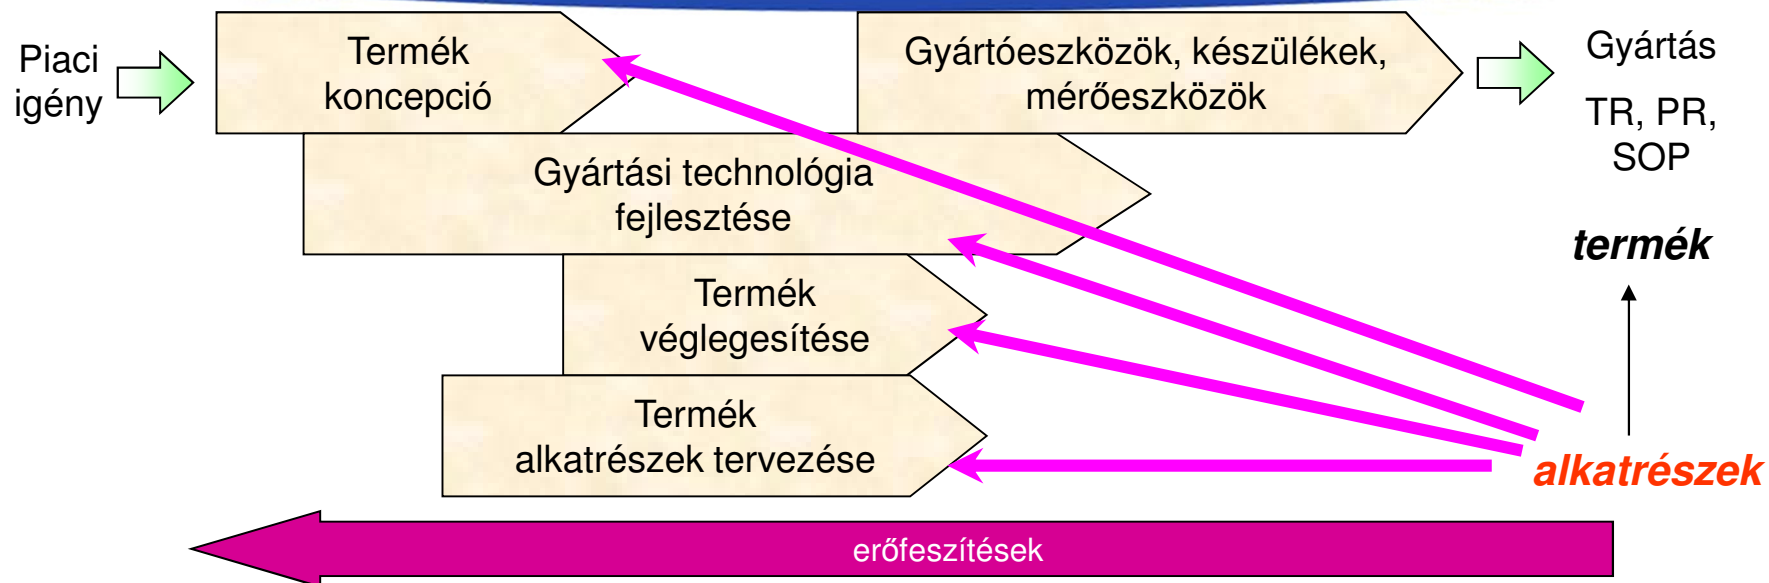 Piaci
igény
Termék
koncepció
Gyártóeszközök, készülékek,
mérőeszközök
Gyártás
TR, PR,
SOP
Gyártási technológia
fejlesztése
termék
Termék
véglegesítése
Termék
alkatrészek tervezése
alkatrészek
erőfeszítések